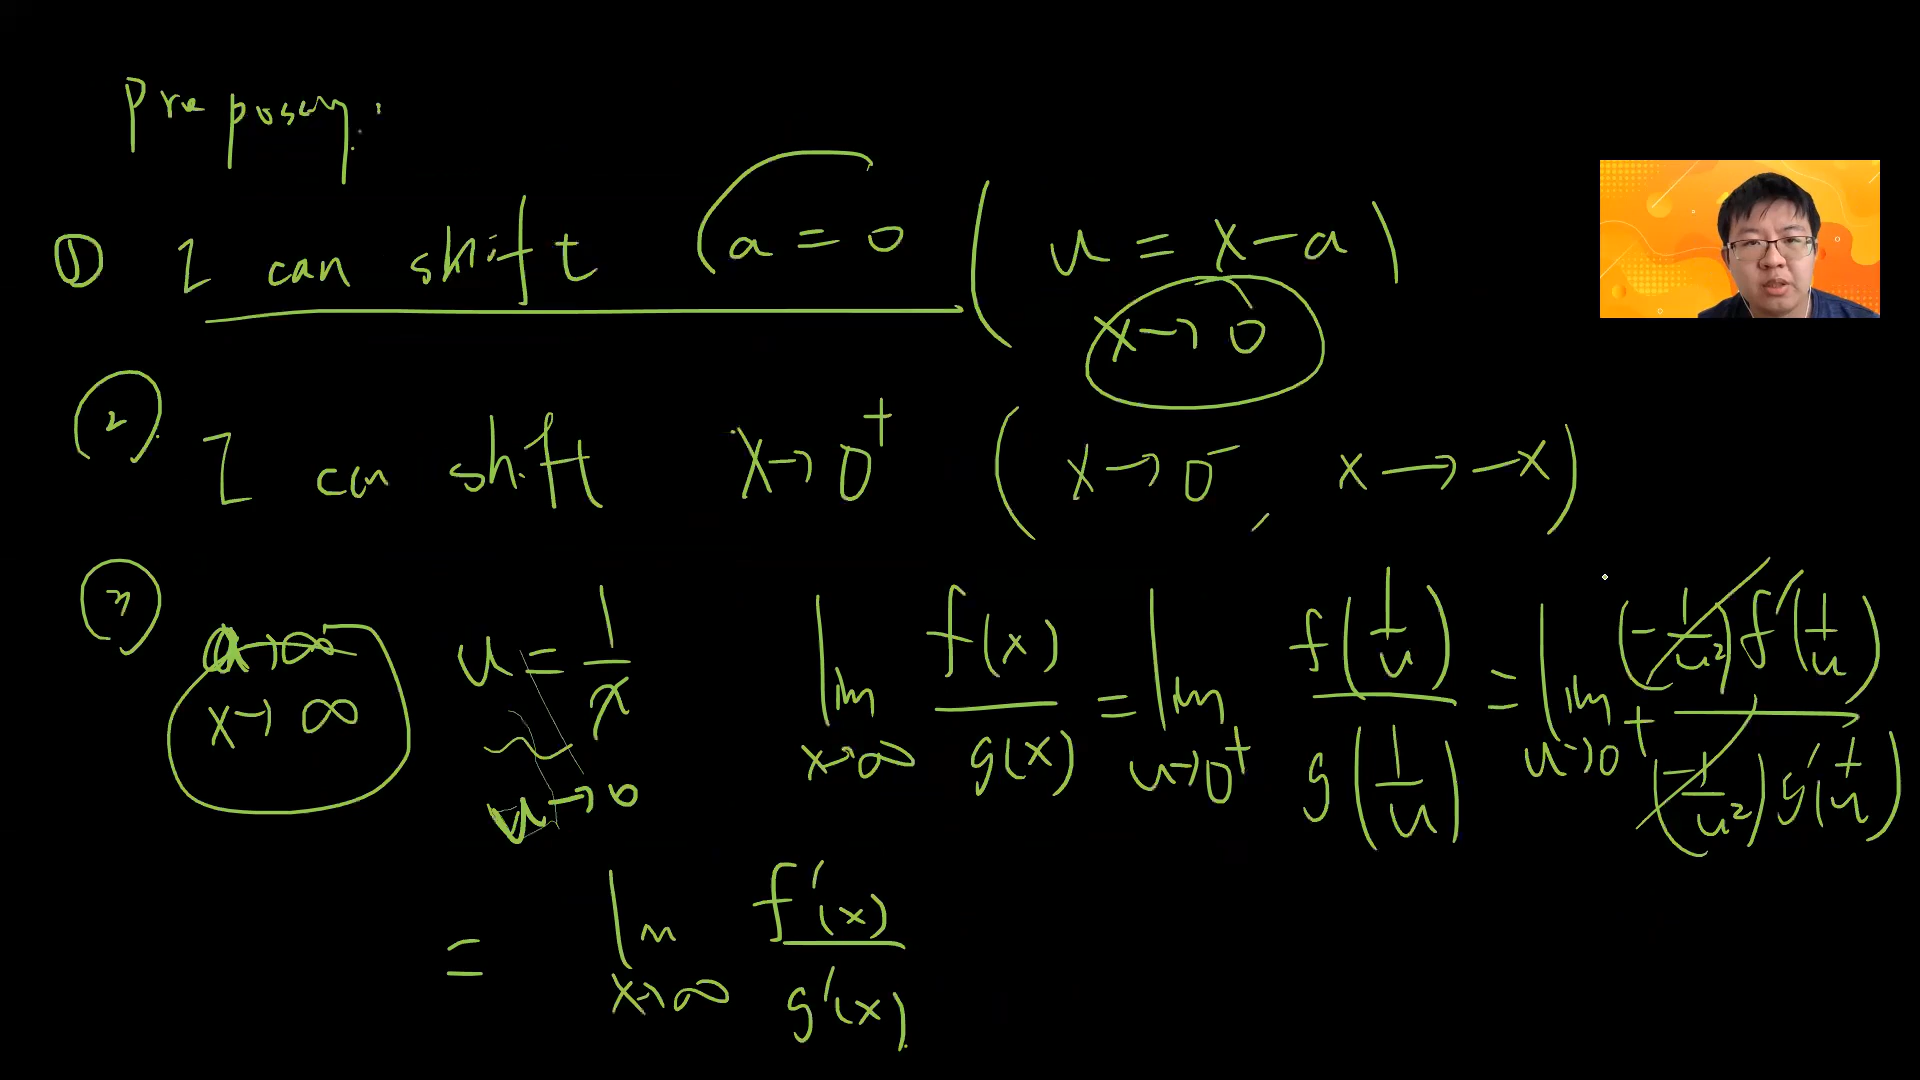 ① I can shift (a = 0 (u = x - a)
x → 0
② I can shift x → 0⁺ (x → 0⁻, x → -x)
③ x → ∞ u = 1/x lim x→∞ f(x)/g(x) = lim u→0⁺ f(1/u)/g(1/u) = lim u→0⁺ (-1/u²) f'(1/u)/(-1/u²) g'(1/u)
u → 0
= lim x→∞ f'(x)/g'(x)